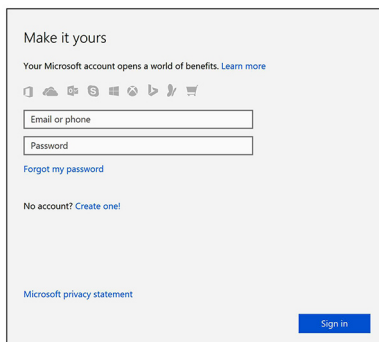 Make it yours
Your Microsoft account opens a world of benefits. Learn more
Email or phone
Password
Forgot my password
No account? Create one!
Microsoft privacy statement
Sign in